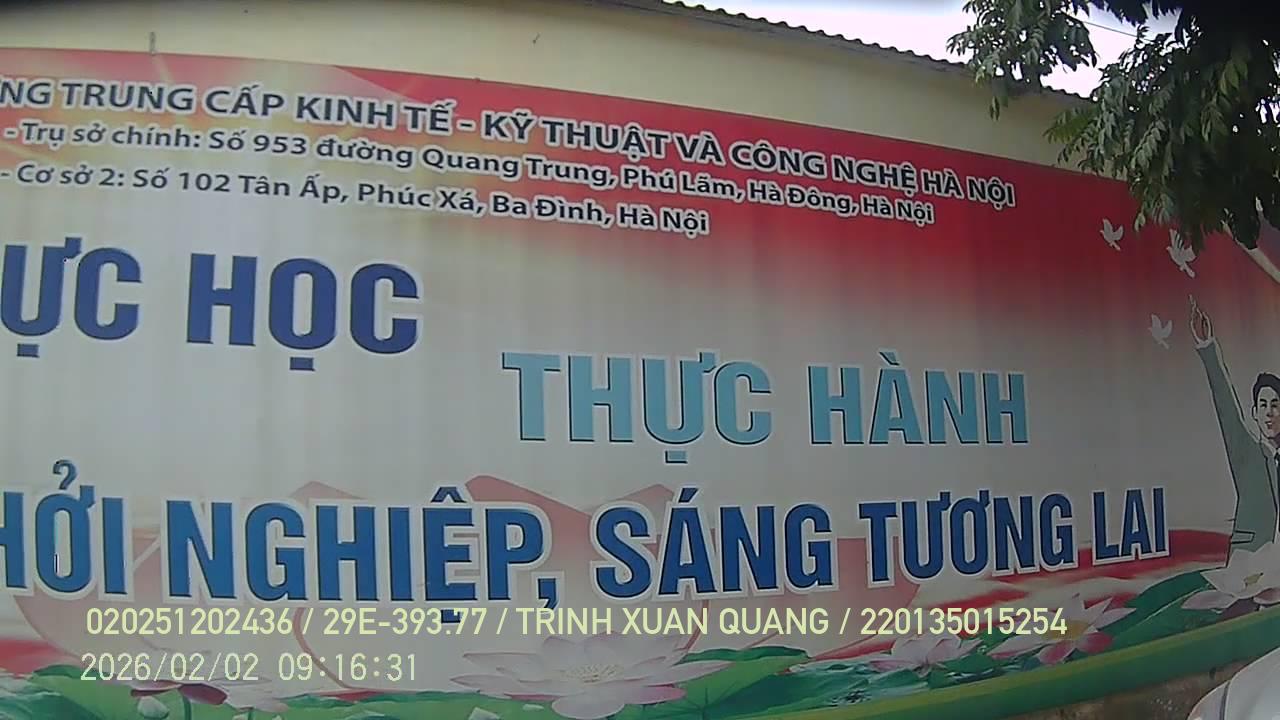 NG TRUNG CẤP KINH TẾ - KỸ THUẬT VÀ CÔNG NGHỆ HÀ NỘI
- Trụ sở chính: Số 953 đường Quang Trung, Phú Lãm, Hà Đông, Hà Nội
- Cơ sở 2: Số 102 Tân Ấp, Phúc Xá, Ba Đình, Hà Nội
ỰC HỌC
THỰC HÀNH
HỞI NGHIỆP, SÁNG TƯƠNG LAI
020251202436 / 29E-393.77 / TRINH XUAN QUANG / 220135015254
2026/02/02 09:16:31